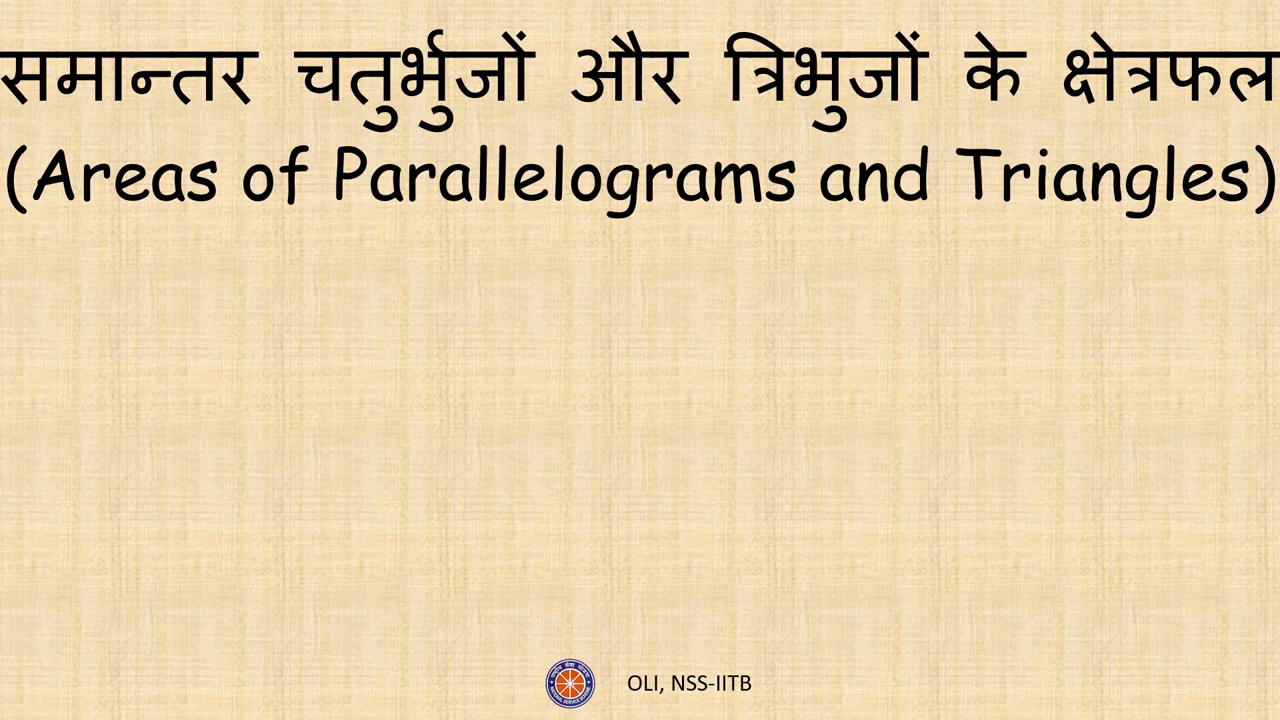 समान्तर चतुर्भुजों और त्रिभुजों के क्षेत्रफल
(Areas of Parallelograms and Triangles)
OLI, NSS-IITB